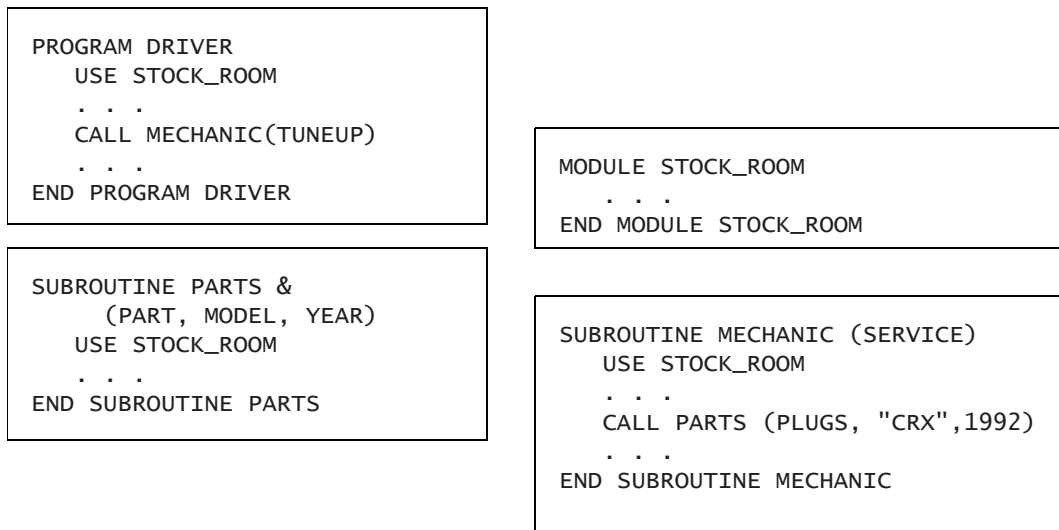 PROGRAM DRIVER
USE STOCK_ROOM
. . .
CALL MECHANIC(TUNEUP)
. . .
END PROGRAM DRIVER
SUBROUTINE PARTS &
(PART, MODEL, YEAR)
USE STOCK_ROOM
. . .
END SUBROUTINE PARTS
MODULE STOCK_ROOM
. . .
END MODULE STOCK_ROOM
SUBROUTINE MECHANIC (SERVICE)
USE STOCK_ROOM
. . .
CALL PARTS (PLUGS, "CRX",1992)
. . .
END SUBROUTINE MECHANIC